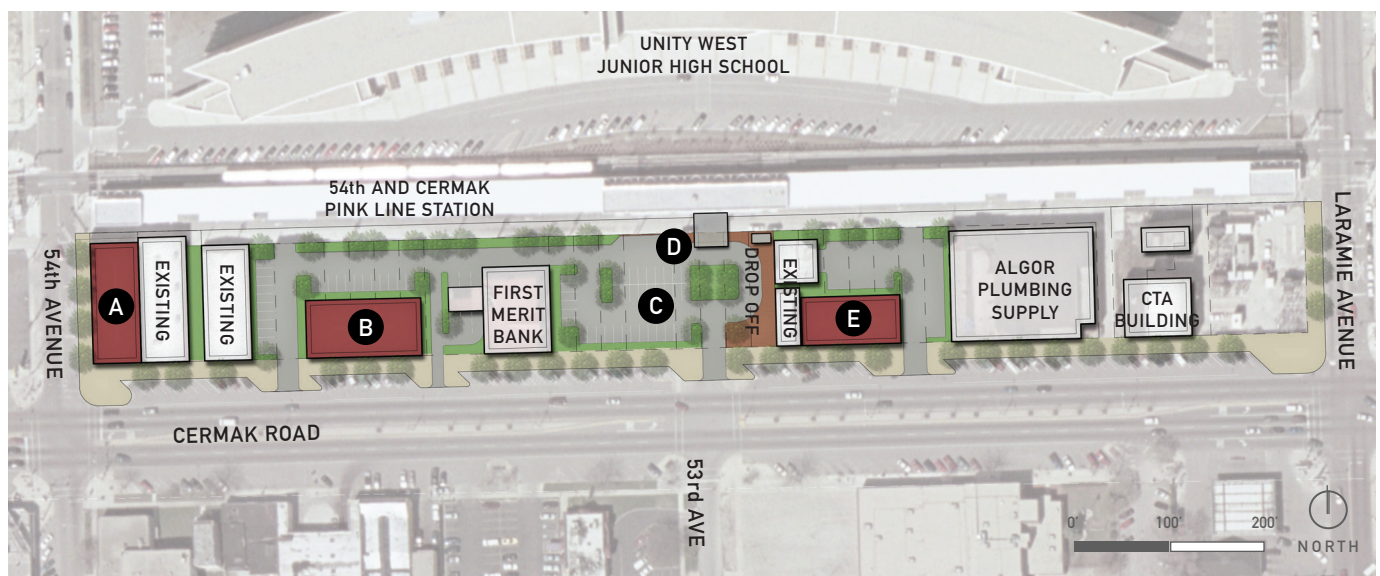 UNITY WEST
JUNIOR HIGH SCHOOL
54th AND CERMAK
PINK LINE STATION
54TH AVENUE
A
EXISTING
EXISTING
B
FIRST
MERIT
BANK
C
D
DROP OFF
EXISTING
EXISTING
E
ALGOR
PLUMBING
SUPPLY
CTA
BUILDING
LARAMIE AVENUE
CERMAK ROAD
53rd AVE
0'
100'
200'
NORTH